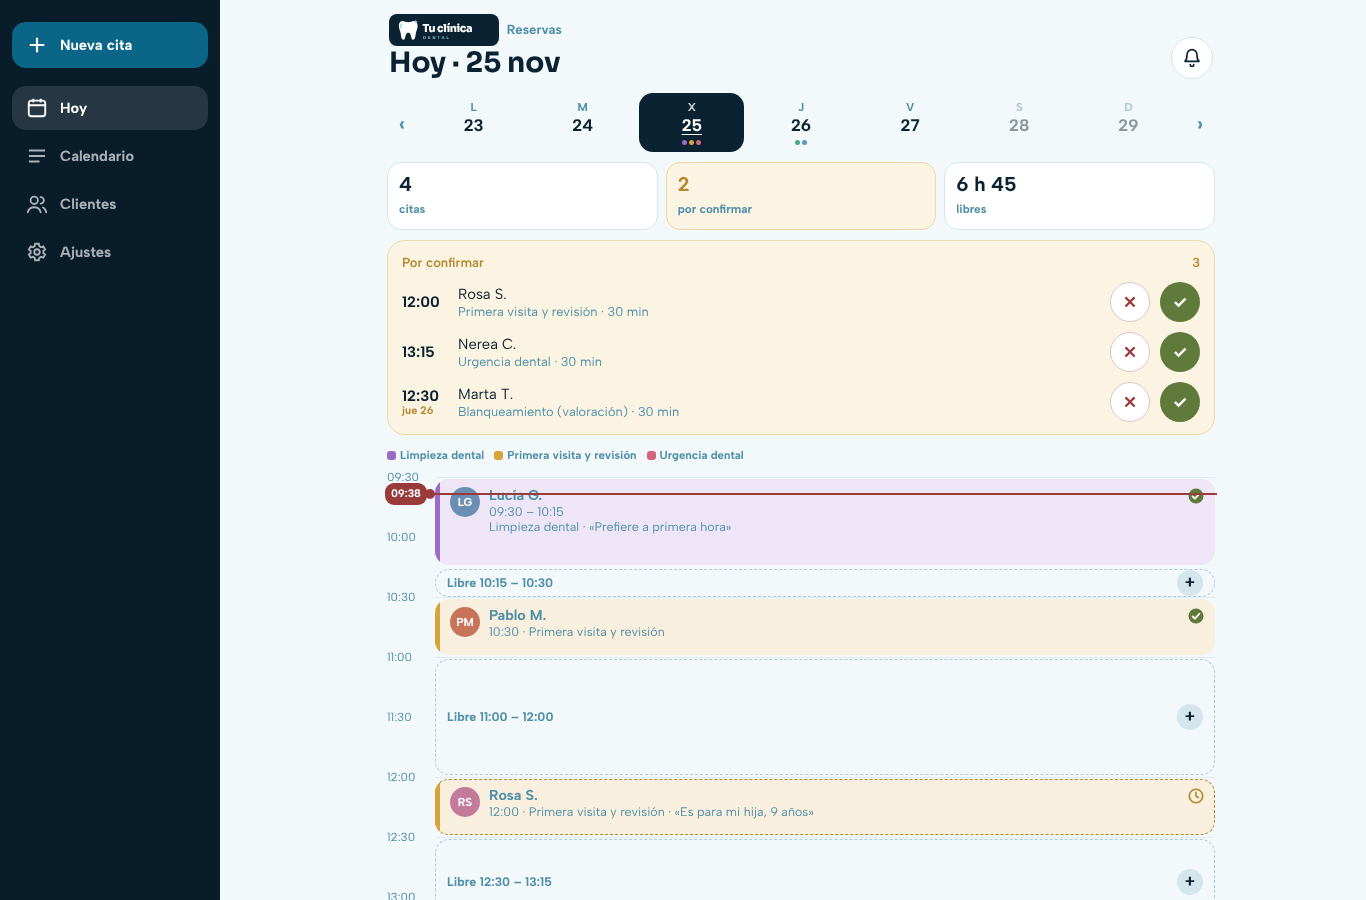 Nueva cita
Hoy
Calendario
Clientes
Ajustes
Tu clínica
DENTAL
Reservas
Hoy · 25 nov
‹
L
23
M
24
X
25
J
26
V
27
S
28
D
29
›
4
citas
2
por confirmar
6 h 45
libres
Por confirmar
3
12:00
Rosa S.
Primera visita y revisión · 30 min
13:15
Nerea C.
Urgencia dental · 30 min
12:30
jue 26
Marta T.
Blanqueamiento (valoración) · 30 min
Limpieza dental
Primera visita y revisión
Urgencia dental
09:30
09:38
LG
Lucía G.
09:30 – 10:15
Limpieza dental · «Prefiere a primera hora»
10:00
Libre 10:15 – 10:30
+
10:30
PM
Pablo M.
10:30 · Primera visita y revisión
11:00
11:30
Libre 11:00 – 12:00
+
12:00
RS
Rosa S.
12:00 · Primera visita y revisión · «Es para mi hija, 9 años»
12:30
Libre 12:30 – 13:15
+
13:00